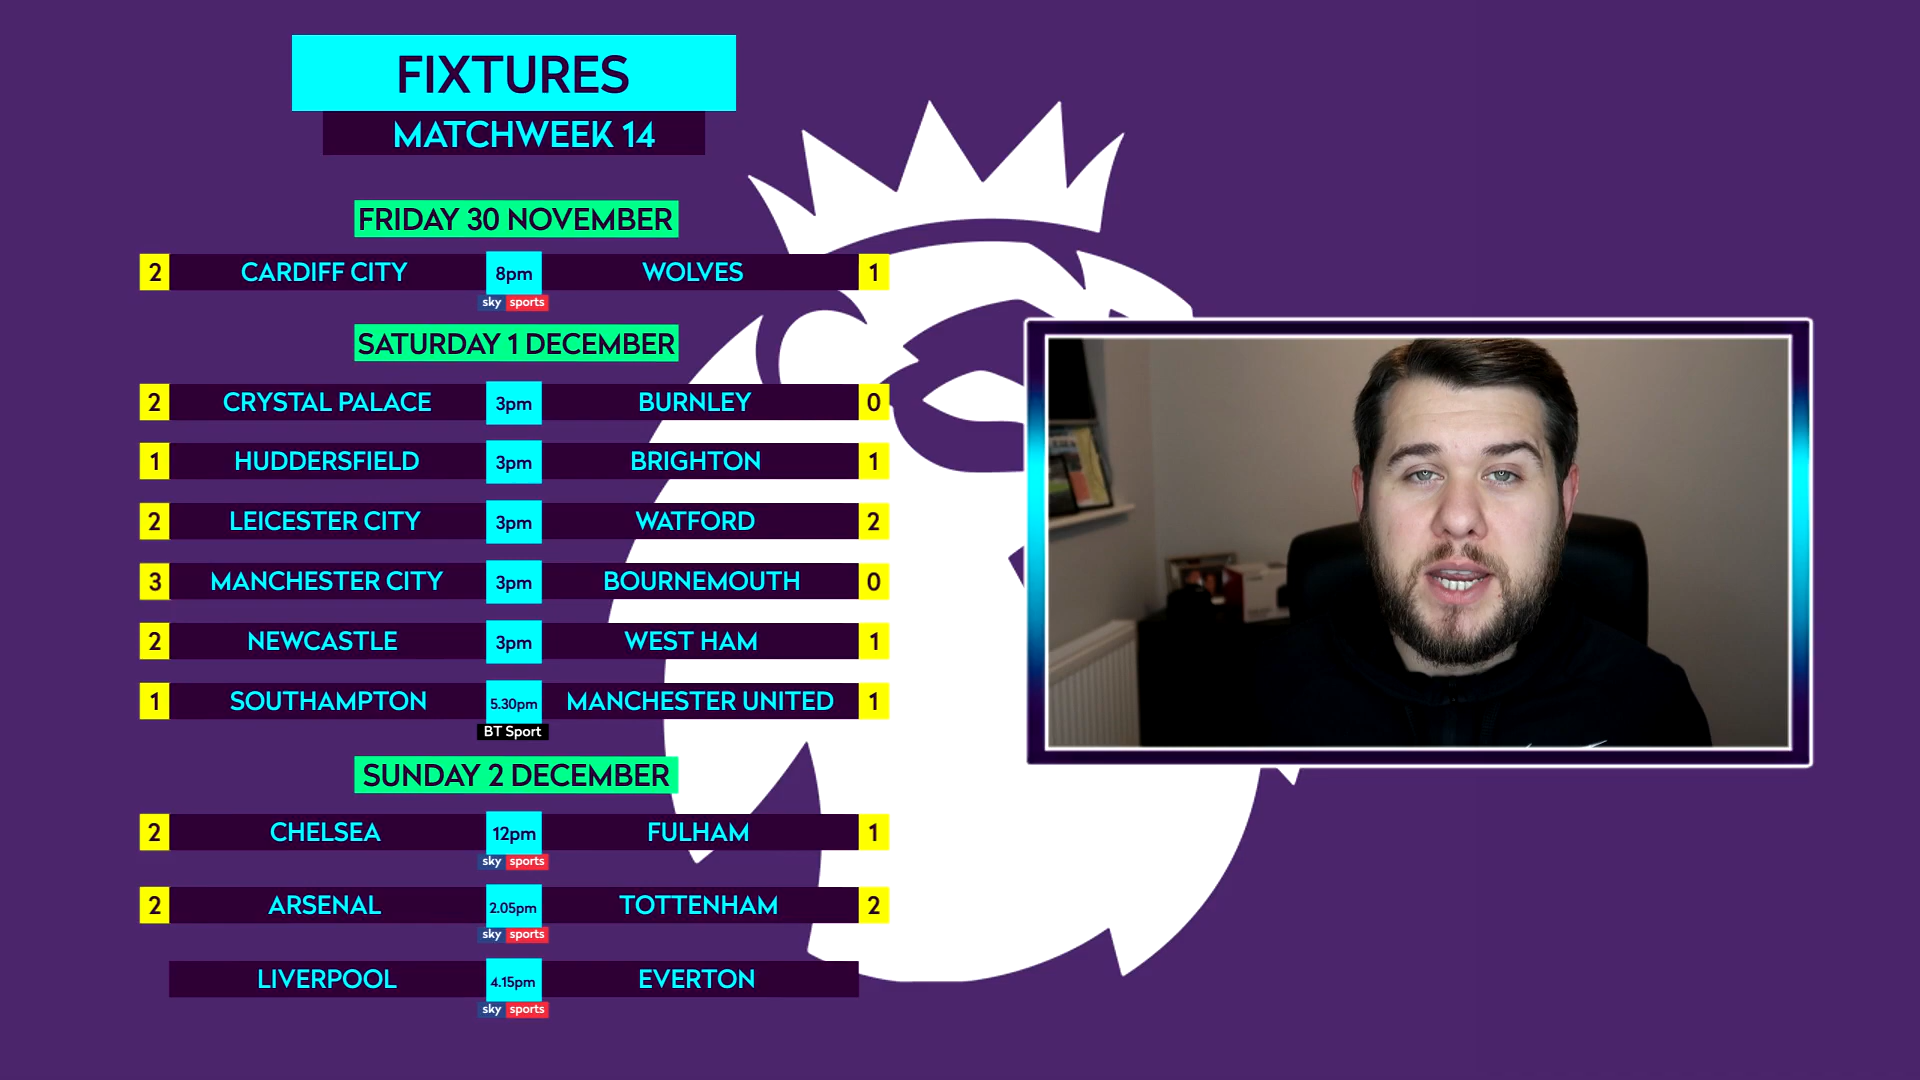 FIXTURES
MATCHWEEK 14
FRIDAY 30 NOVEMBER
2 CARDIFF CITY 8pm WOLVES 1
sky sports
SATURDAY 1 DECEMBER
2 CRYSTAL PALACE 3pm BURNLEY 0
1 HUDDERSFIELD 3pm BRIGHTON 1
2 LEICESTER CITY 3pm WATFORD 2
3 MANCHESTER CITY 3pm BOURNEMOUTH 0
2 NEWCASTLE 3pm WEST HAM 1
1 SOUTHAMPTON 5.30pm MANCHESTER UNITED 1
BT Sport
SUNDAY 2 DECEMBER
2 CHELSEA 12pm FULHAM 1
sky sports
2 ARSENAL 2.05pm TOTTENHAM 2
sky sports
LIVERPOOL 4.15pm EVERTON
sky sports